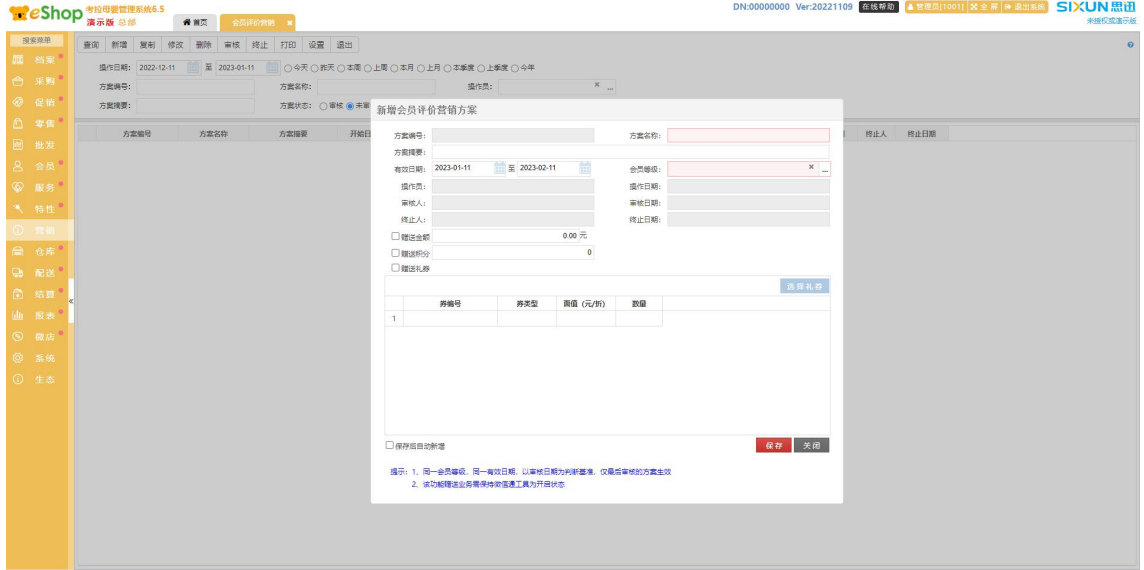 eShop 考拉母婴管理系统6.5
演示版 总部
首页
会员评价营销
DN:00000000 Ver:20221109 在线帮助 管理员[1001] 全屏 退出系统
SIXUN思迅
未授权或演示版
搜索菜单
档案
采购
促销
零售
批发
会员
服务
特性
营销
仓库
配送
结算
报表
微店
系统
生态
查询 新增 复制 修改 删除 审核 终止 打印 设置 退出
操作日期: 2022-12-11 至 2023-01-11 今天 昨天 本周 上周 本月 上月 本季度 上季度 今年
方案编号: 方案名称: 操作员:
方案摘要: 方案状态: 审核 未审
方案编号 方案名称 方案摘要 开始日 终止人 终止日期
新增会员评价营销方案
方案编号: 方案名称:
方案摘要:
有效日期: 2023-01-11 至 2023-02-11 会员等级:
操作员: 操作日期:
审核人: 审核日期:
终止人: 终止日期:
赠送金额 0.00 元
赠送积分 0
赠送礼券
选择礼券
券编号 券类型 面值 (元/折) 数量
1
保存后自动新增
保存 关闭
提示: 1、同一会员等级、同一有效日期、以审核日期为判断基准，仅最后审核的方案生效
2、该功能赠送业务需保持微信通工具为开启状态